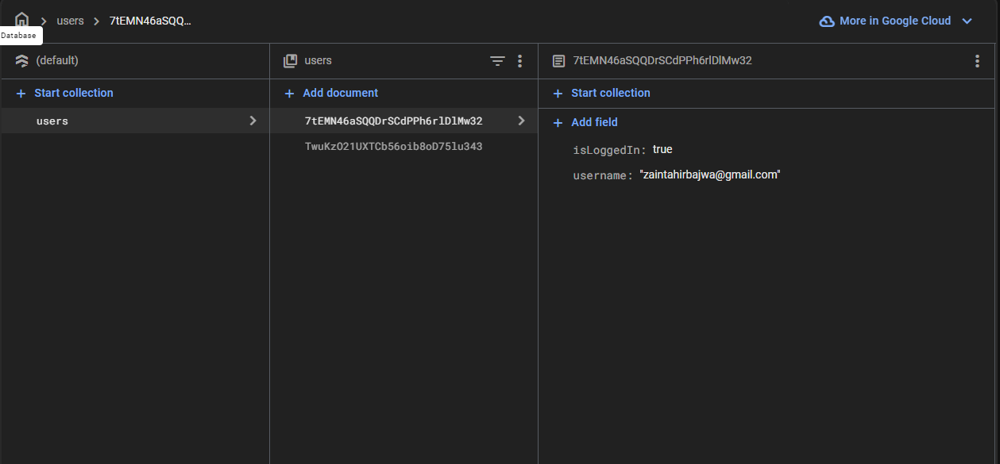 users
7tEMN46aSQQ…
More in Google Cloud
Database
(default)
users
7tEMN46aSQQDrSCdPPh6rlDlMw32
Start collection
Add document
Start collection
users
7tEMN46aSQQDrSCdPPh6rlDlMw32
Add field
TwuKzO21UXTCb56oib8oD75lu343
isLoggedIn: true
username: "zaintahirbajwa@gmail.com"